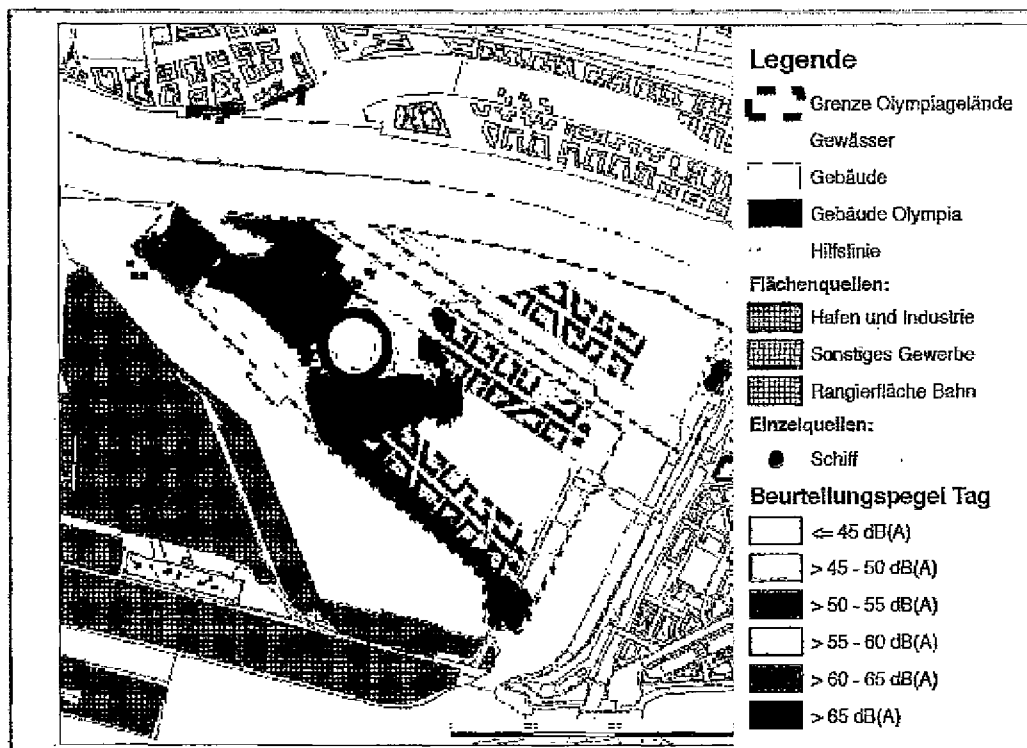 Legende
Grenze Olympiagelände
Gewässer
Gebäude
Gebäude Olympia
Hilfslinie
Flächenquellen:
Hafen und Industrie
Sonstiges Gewerbe
Rangierfläche Bahn
Einzelquellen:
Schiff
Beurteilungspegel Tag
<= 45 dB(A)
> 45 - 50 dB(A)
> 50 - 55 dB(A)
> 55 - 60 dB(A)
> 60 - 65 dB(A)
> 65 dB(A)